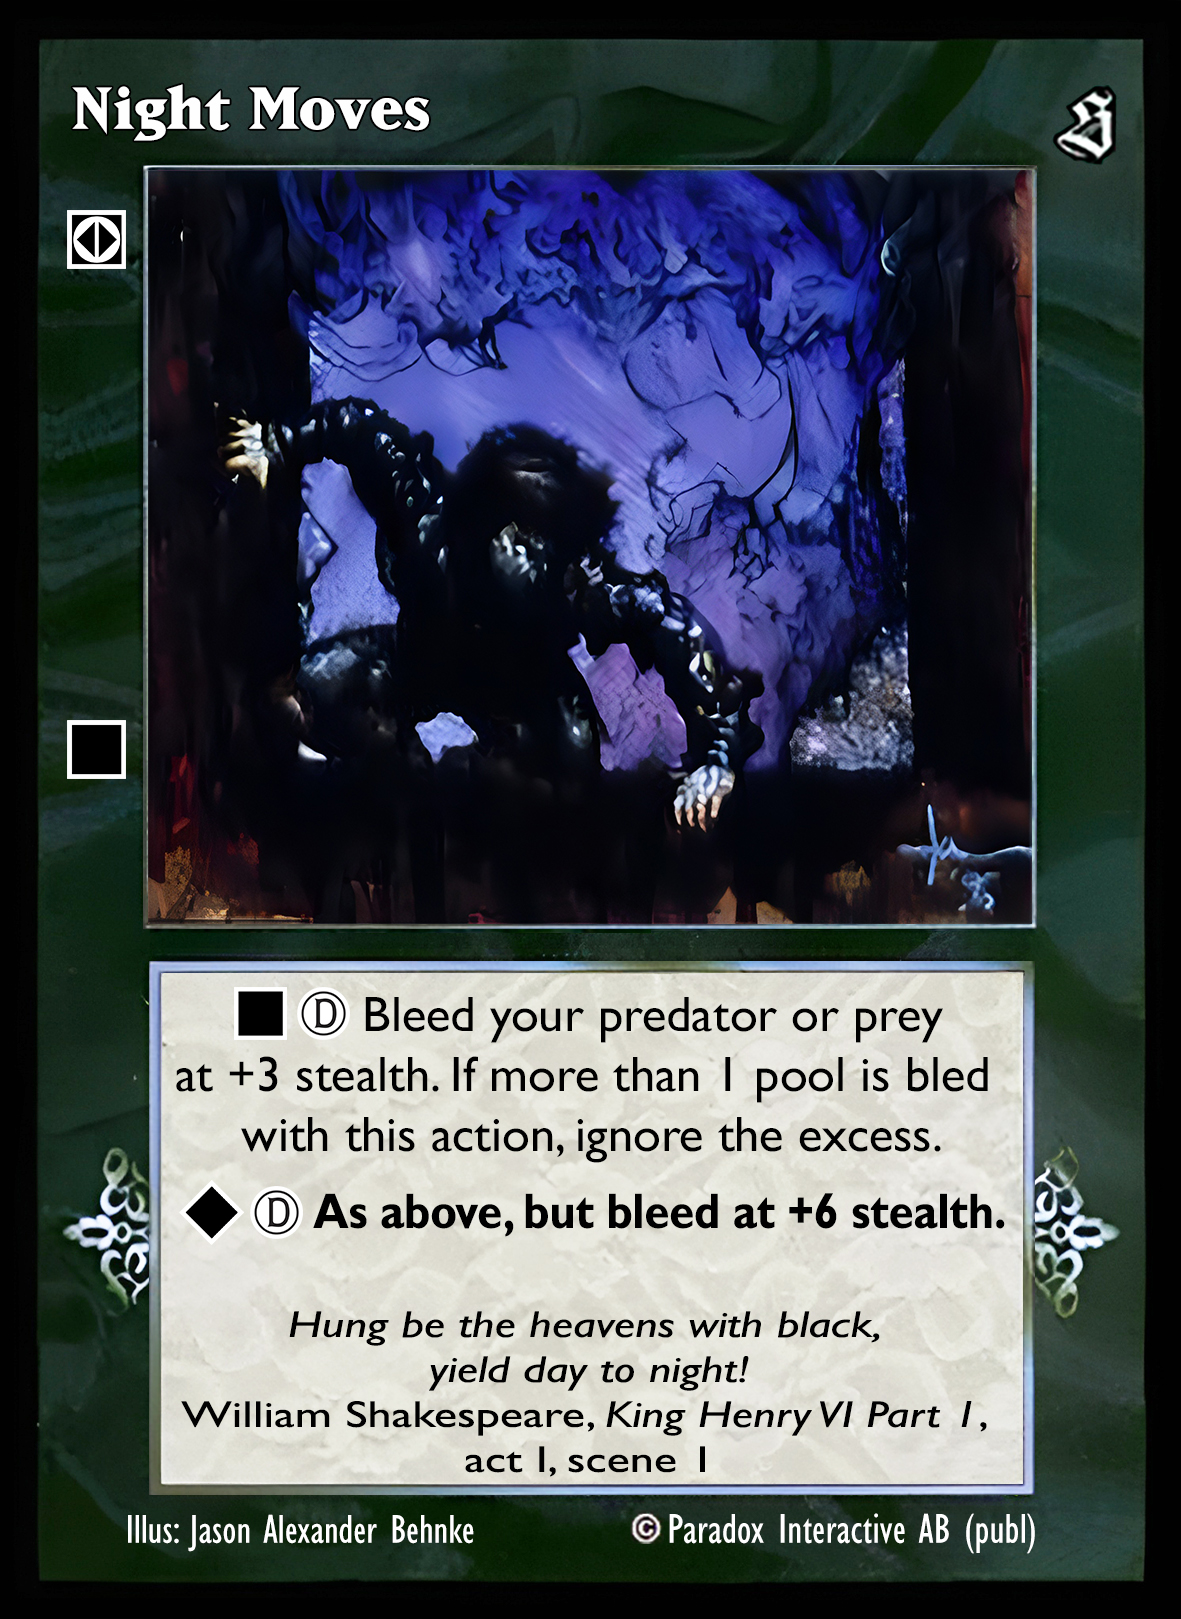 Night Moves
D Bleed your predator or prey
at +3 stealth. If more than 1 pool is bled
with this action, ignore the excess.
D As above, but bleed at +6 stealth.
Hung be the heavens with black,
yield day to night!
William Shakespeare, King Henry VI Part 1,
act I, scene 1
Illus: Jason Alexander Behnke
© Paradox Interactive AB (publ)